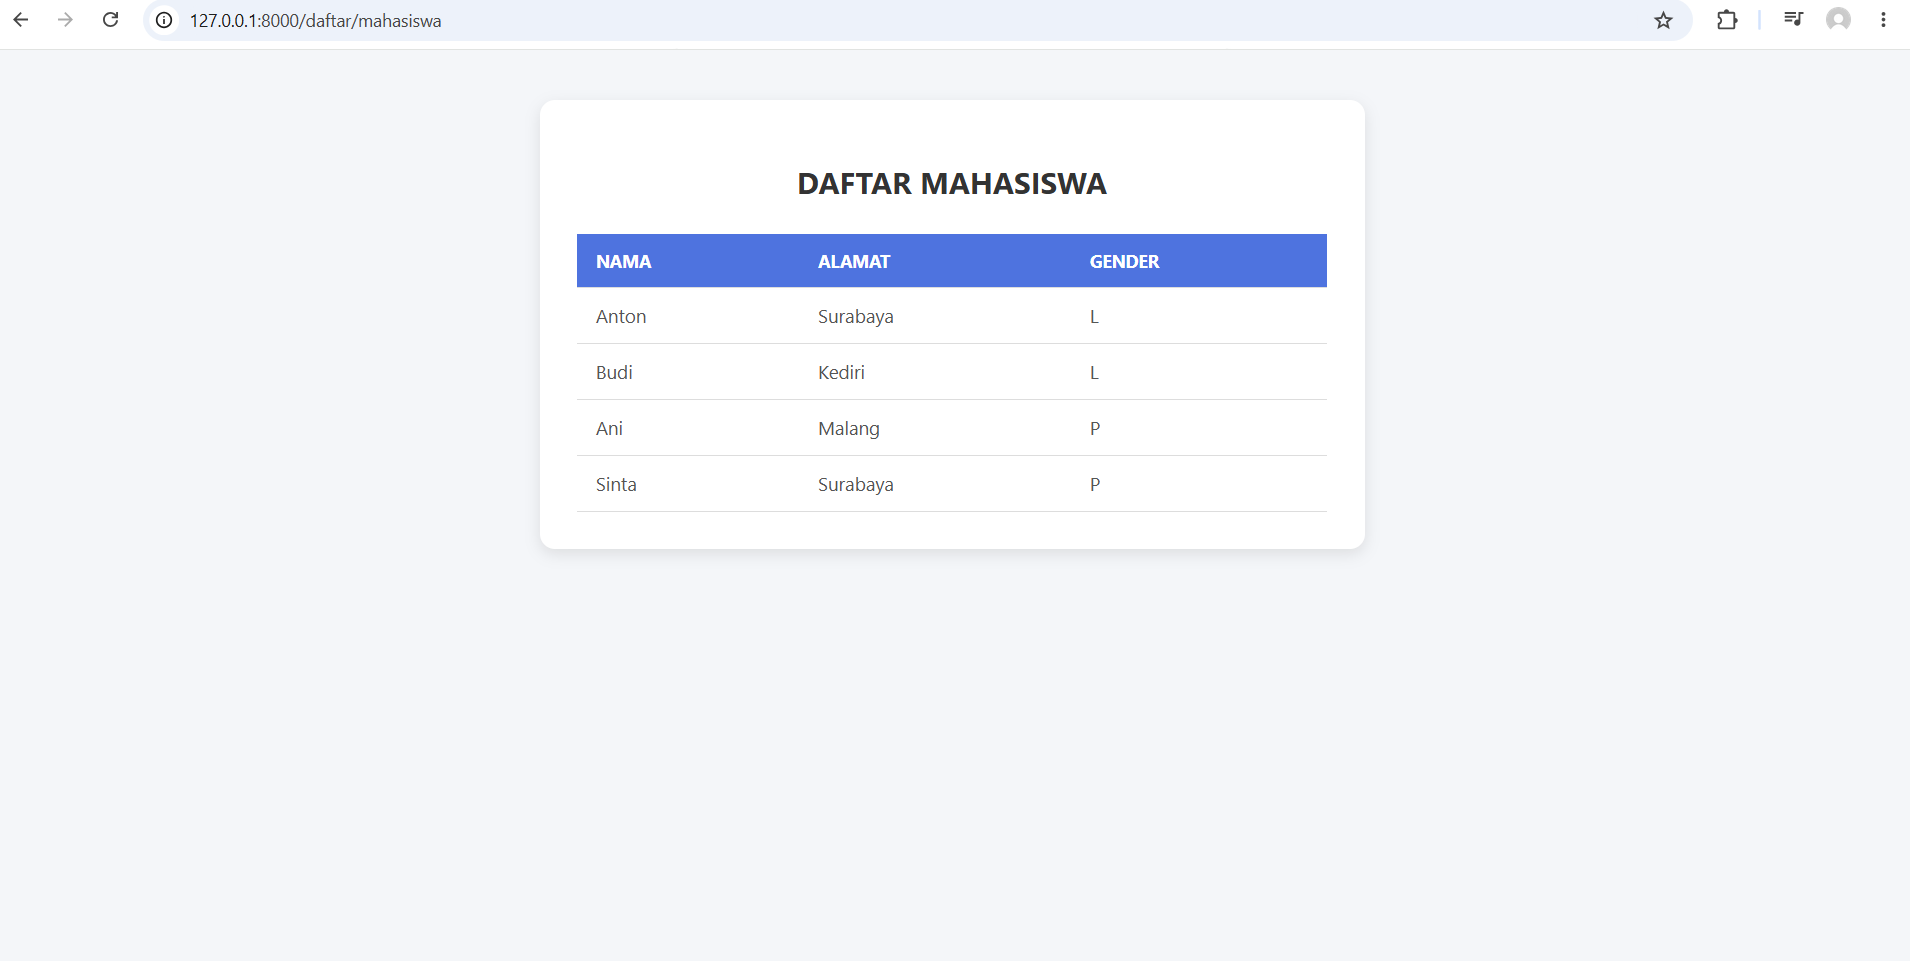 127.0.0.1:8000/daftar/mahasiswa
DAFTAR MAHASISWA
NAMA ALAMAT GENDER
Anton Surabaya L
Budi Kediri L
Ani Malang P
Sinta Surabaya P